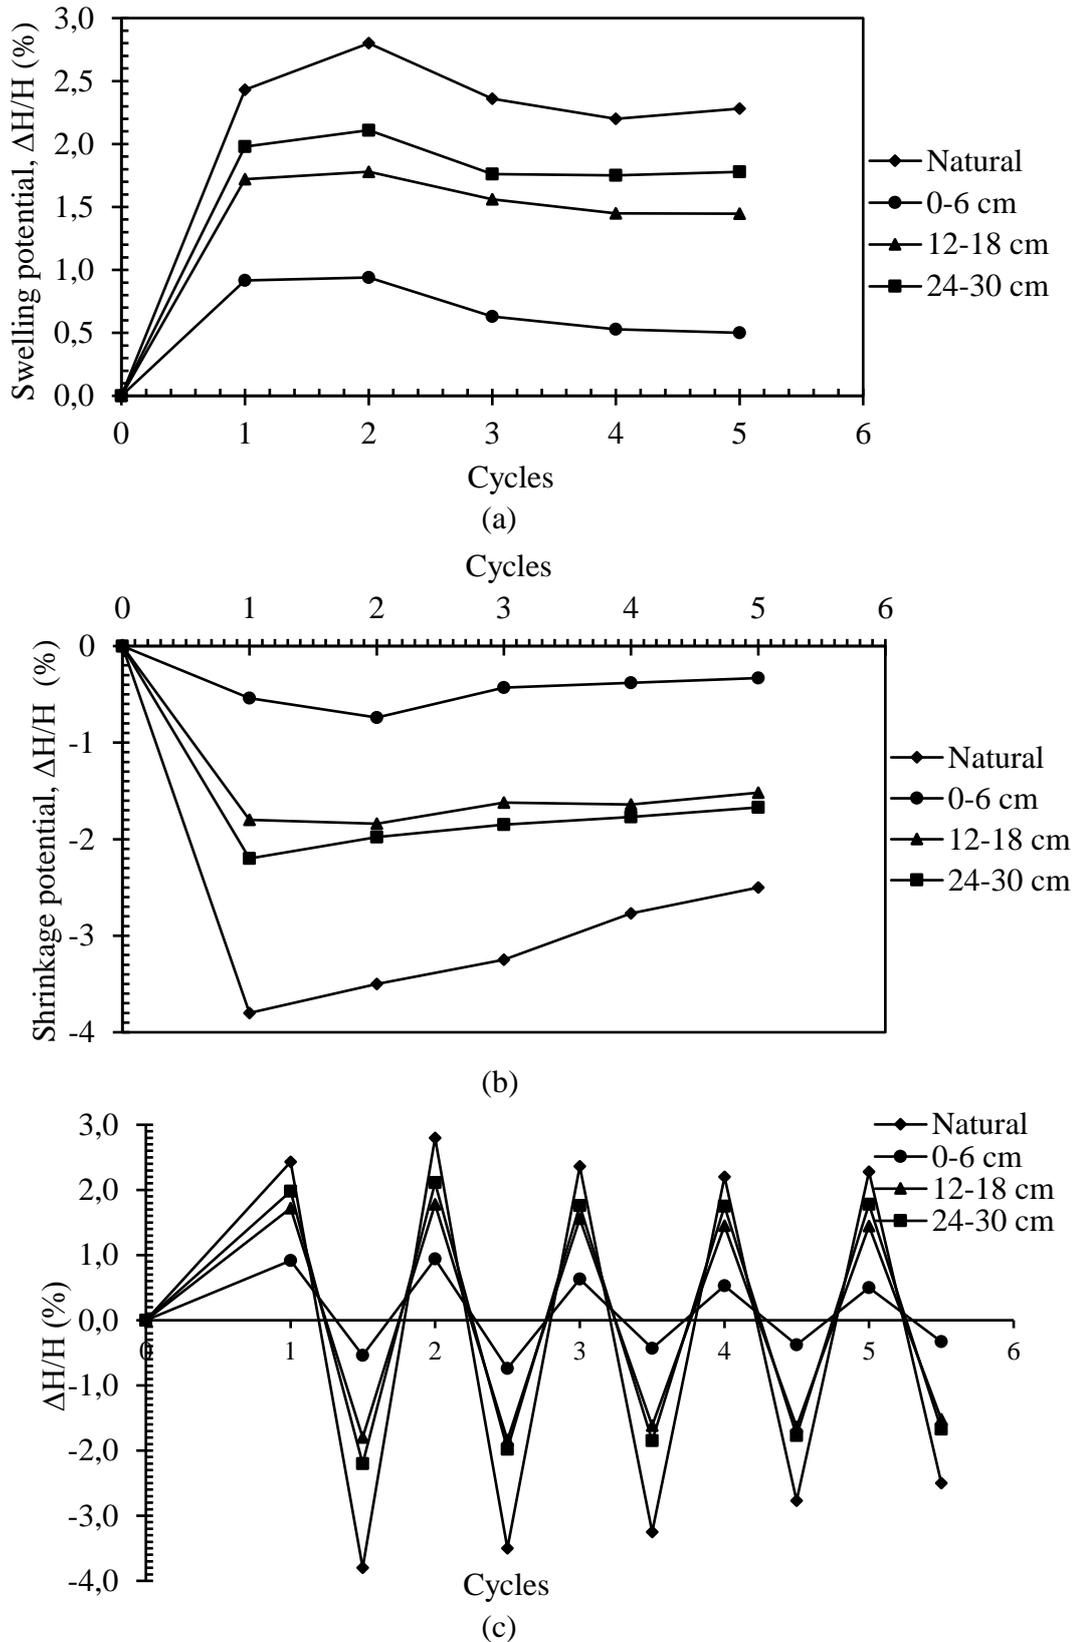 Swelling potential, ΔH/H (%)
3,0
2,5
2,0
1,5
1,0
0,5
0,0
0 1 2 3 4 5 6
Cycles
Natural
0-6 cm
12-18 cm
24-30 cm
(a)
Cycles
0 1 2 3 4 5 6
Shrinkage potential, ΔH/H (%)
0
-1
-2
-3
-4
Natural
0-6 cm
12-18 cm
24-30 cm
(b)
ΔH/H (%)
3,0
2,0
1,0
0,0
-1,0
-2,0
-3,0
-4,0
0 1 2 3 4 5 6
Natural
0-6 cm
12-18 cm
24-30 cm
Cycles
(c)